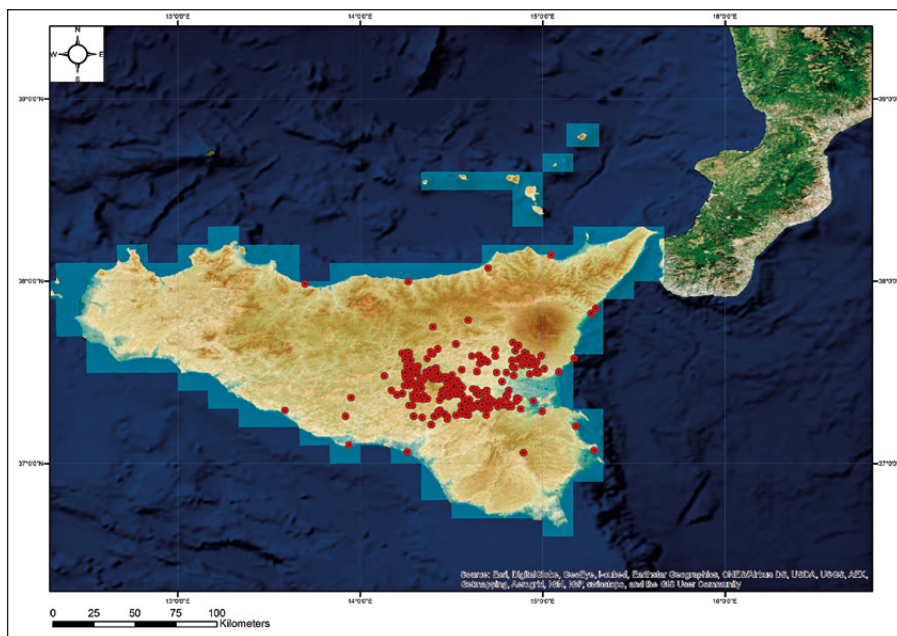 13°0'0"E 14°0'0"E 15°0'0"E 16°0'0"E
N
W E
S
39°0'0"N 39°0'0"N
38°0'0"N 38°0'0"N
37°0'0"N 37°0'0"N
Source: Esri, DigitalGlobe, GeoEye, i-cubed, Earthstar Geographics, CNES/Airbus DS, USDA, USGS, AEX,
Getmapping, Aerogrid, IGN, IGP, swisstopo, and the GIS User Community
13°0'0"E 14°0'0"E 15°0'0"E 16°0'0"E
0 25 50 75 100
Kilometers